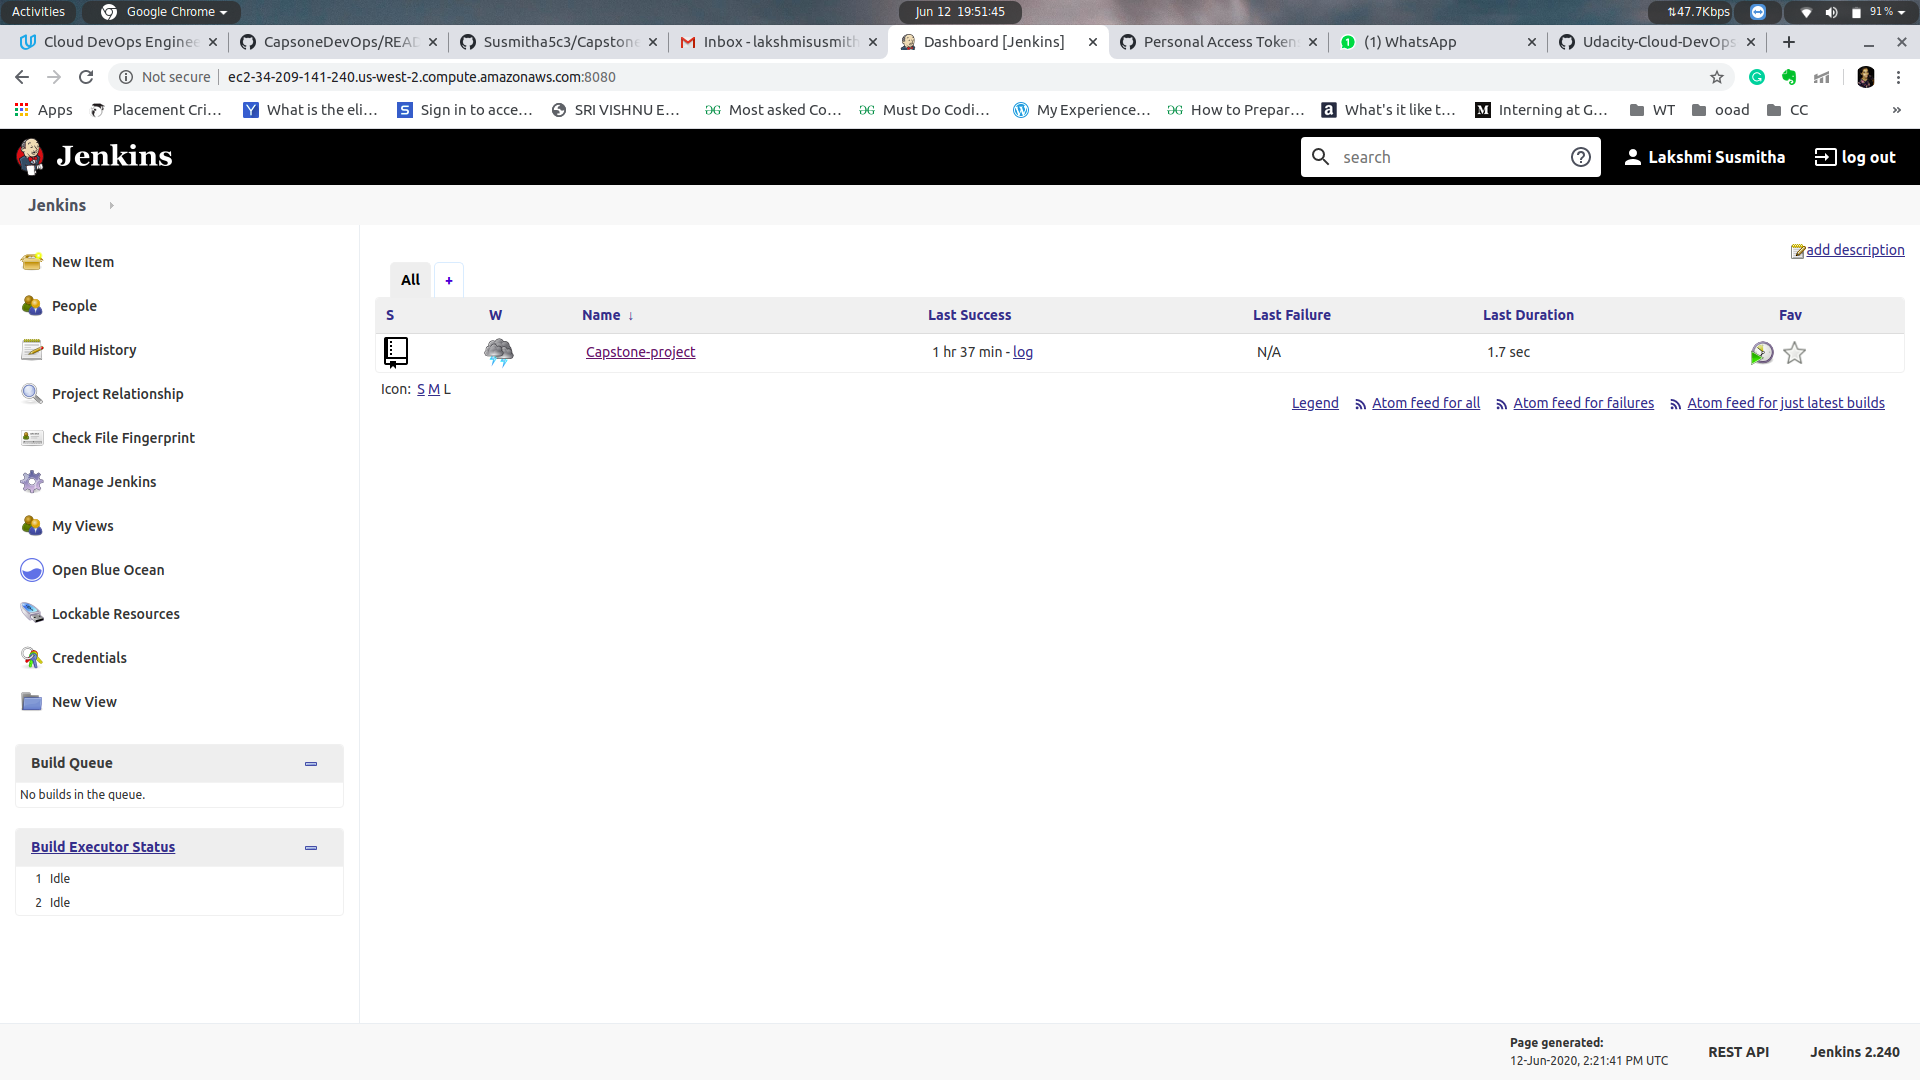 Activities Google Chrome Jun 12 19:51:45 47.7Kbps 91%
Cloud DevOps Enginee CapsoneDevOps/READ Susmitha5c3/Capstone Inbox - lakshmisusmith Dashboard [Jenkins] Personal Access Token (1) WhatsApp Udacity-Cloud-DevOps
Not secure ec2-34-209-141-240.us-west-2.compute.amazonaws.com:8080
Apps Placement Cri... What is the eli... Sign in to acce... SRI VISHNU E... Most asked Co... Must Do Codi... My Experience... How to Prepar... What's it like t... Interning at G... WT ooad CC »
Jenkins search Lakshmi Susmitha log out
Jenkins
add description
New Item
People
Build History
Project Relationship
Check File Fingerprint
Manage Jenkins
My Views
Open Blue Ocean
Lockable Resources
Credentials
New View
All +
S W Name ↓ Last Success Last Failure Last Duration Fav
Capstone-project 1 hr 37 min - log N/A 1.7 sec
Icon: S M L
Legend Atom feed for all Atom feed for failures Atom feed for just latest builds
Build Queue
No builds in the queue.
Build Executor Status
1 Idle
2 Idle
Page generated:
12-Jun-2020, 2:21:41 PM UTC REST API Jenkins 2.240